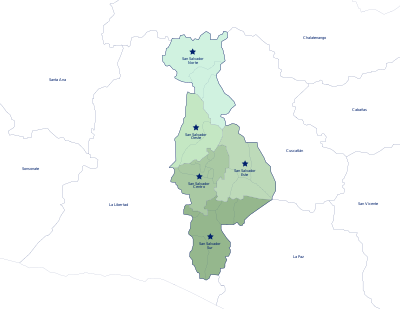 Chalatenango
San Salvador
Norte
Santa Ana
Cabañas
San Salvador
Oeste
Cuscatlán
Sonsonate
San Salvador
Este
San Salvador
Centro
La Libertad
San Vicente
San Salvador
Sur
La Paz